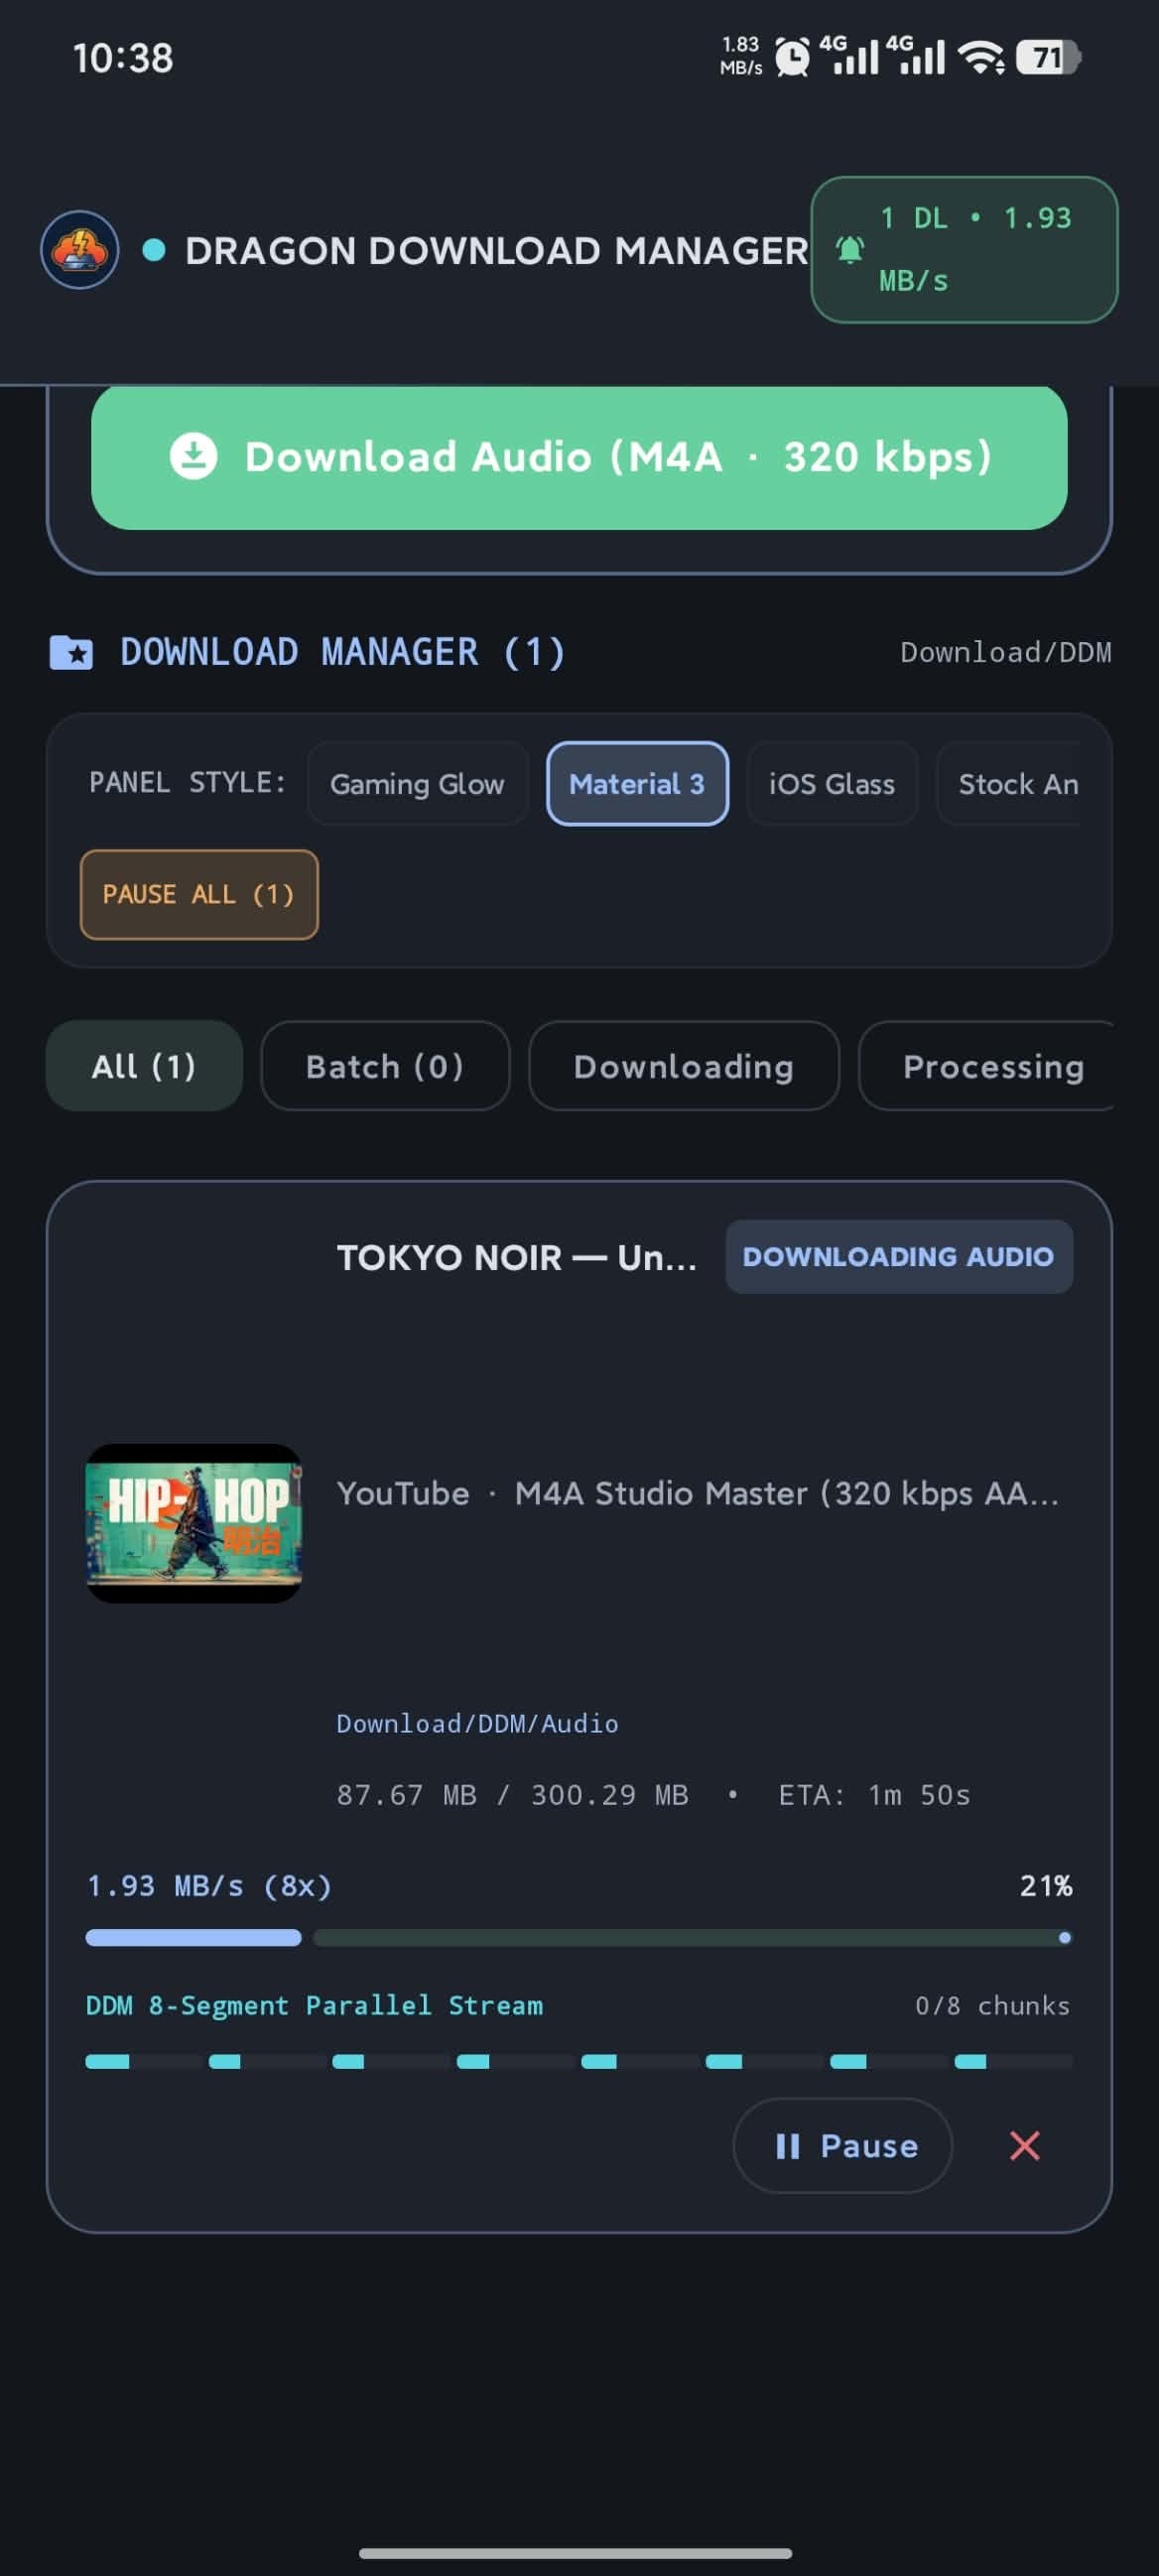 10:38
1.83
MB/s
4G
4G
71
DRAGON DOWNLOAD MANAGER
1 DL • 1.93
MB/s
Download Audio (M4A · 320 kbps)
DOWNLOAD MANAGER (1)
Download/DDM
PANEL STYLE:
Gaming Glow
Material 3
iOS Glass
Stock An
PAUSE ALL (1)
All (1)
Batch (0)
Downloading
Processing
TOKYO NOIR — Un...
DOWNLOADING AUDIO
HIP-HOP
明治
YouTube · M4A Studio Master (320 kbps AA...
Download/DDM/Audio
87.67 MB / 300.29 MB • ETA: 1m 50s
1.93 MB/s (8x)
21%
DDM 8-Segment Parallel Stream
0/8 chunks
Pause